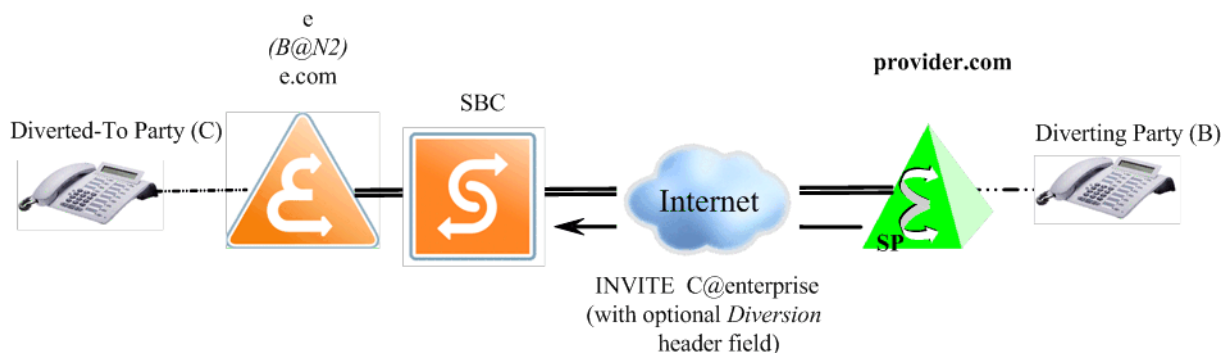 e
(B@N2)
e.com
provider.com
SBC
Diverted-To Party (C)
Diverting Party (B)
Internet
SP
INVITE C@enterprise
(with optional Diversion
header field)